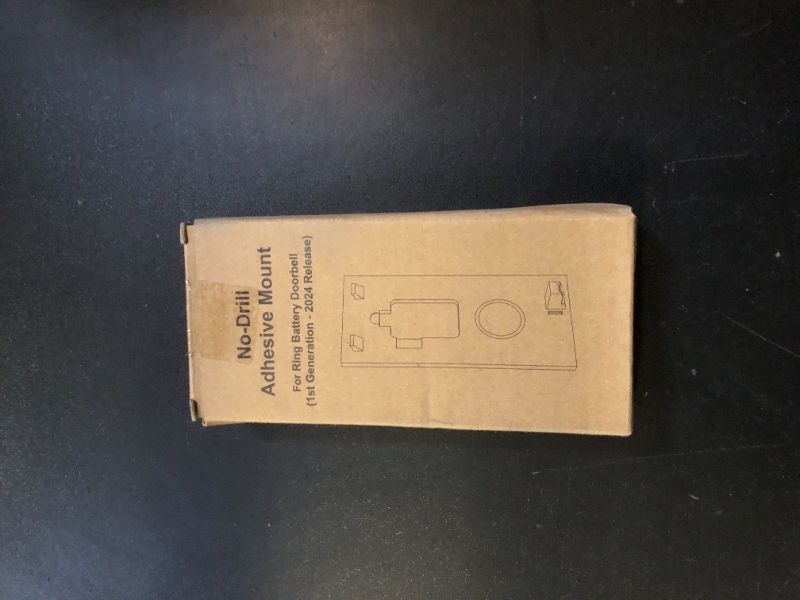 No-Drill
Adhesive Mount
For Ring Battery Doorbell
(1st Generation - 2024 Release)